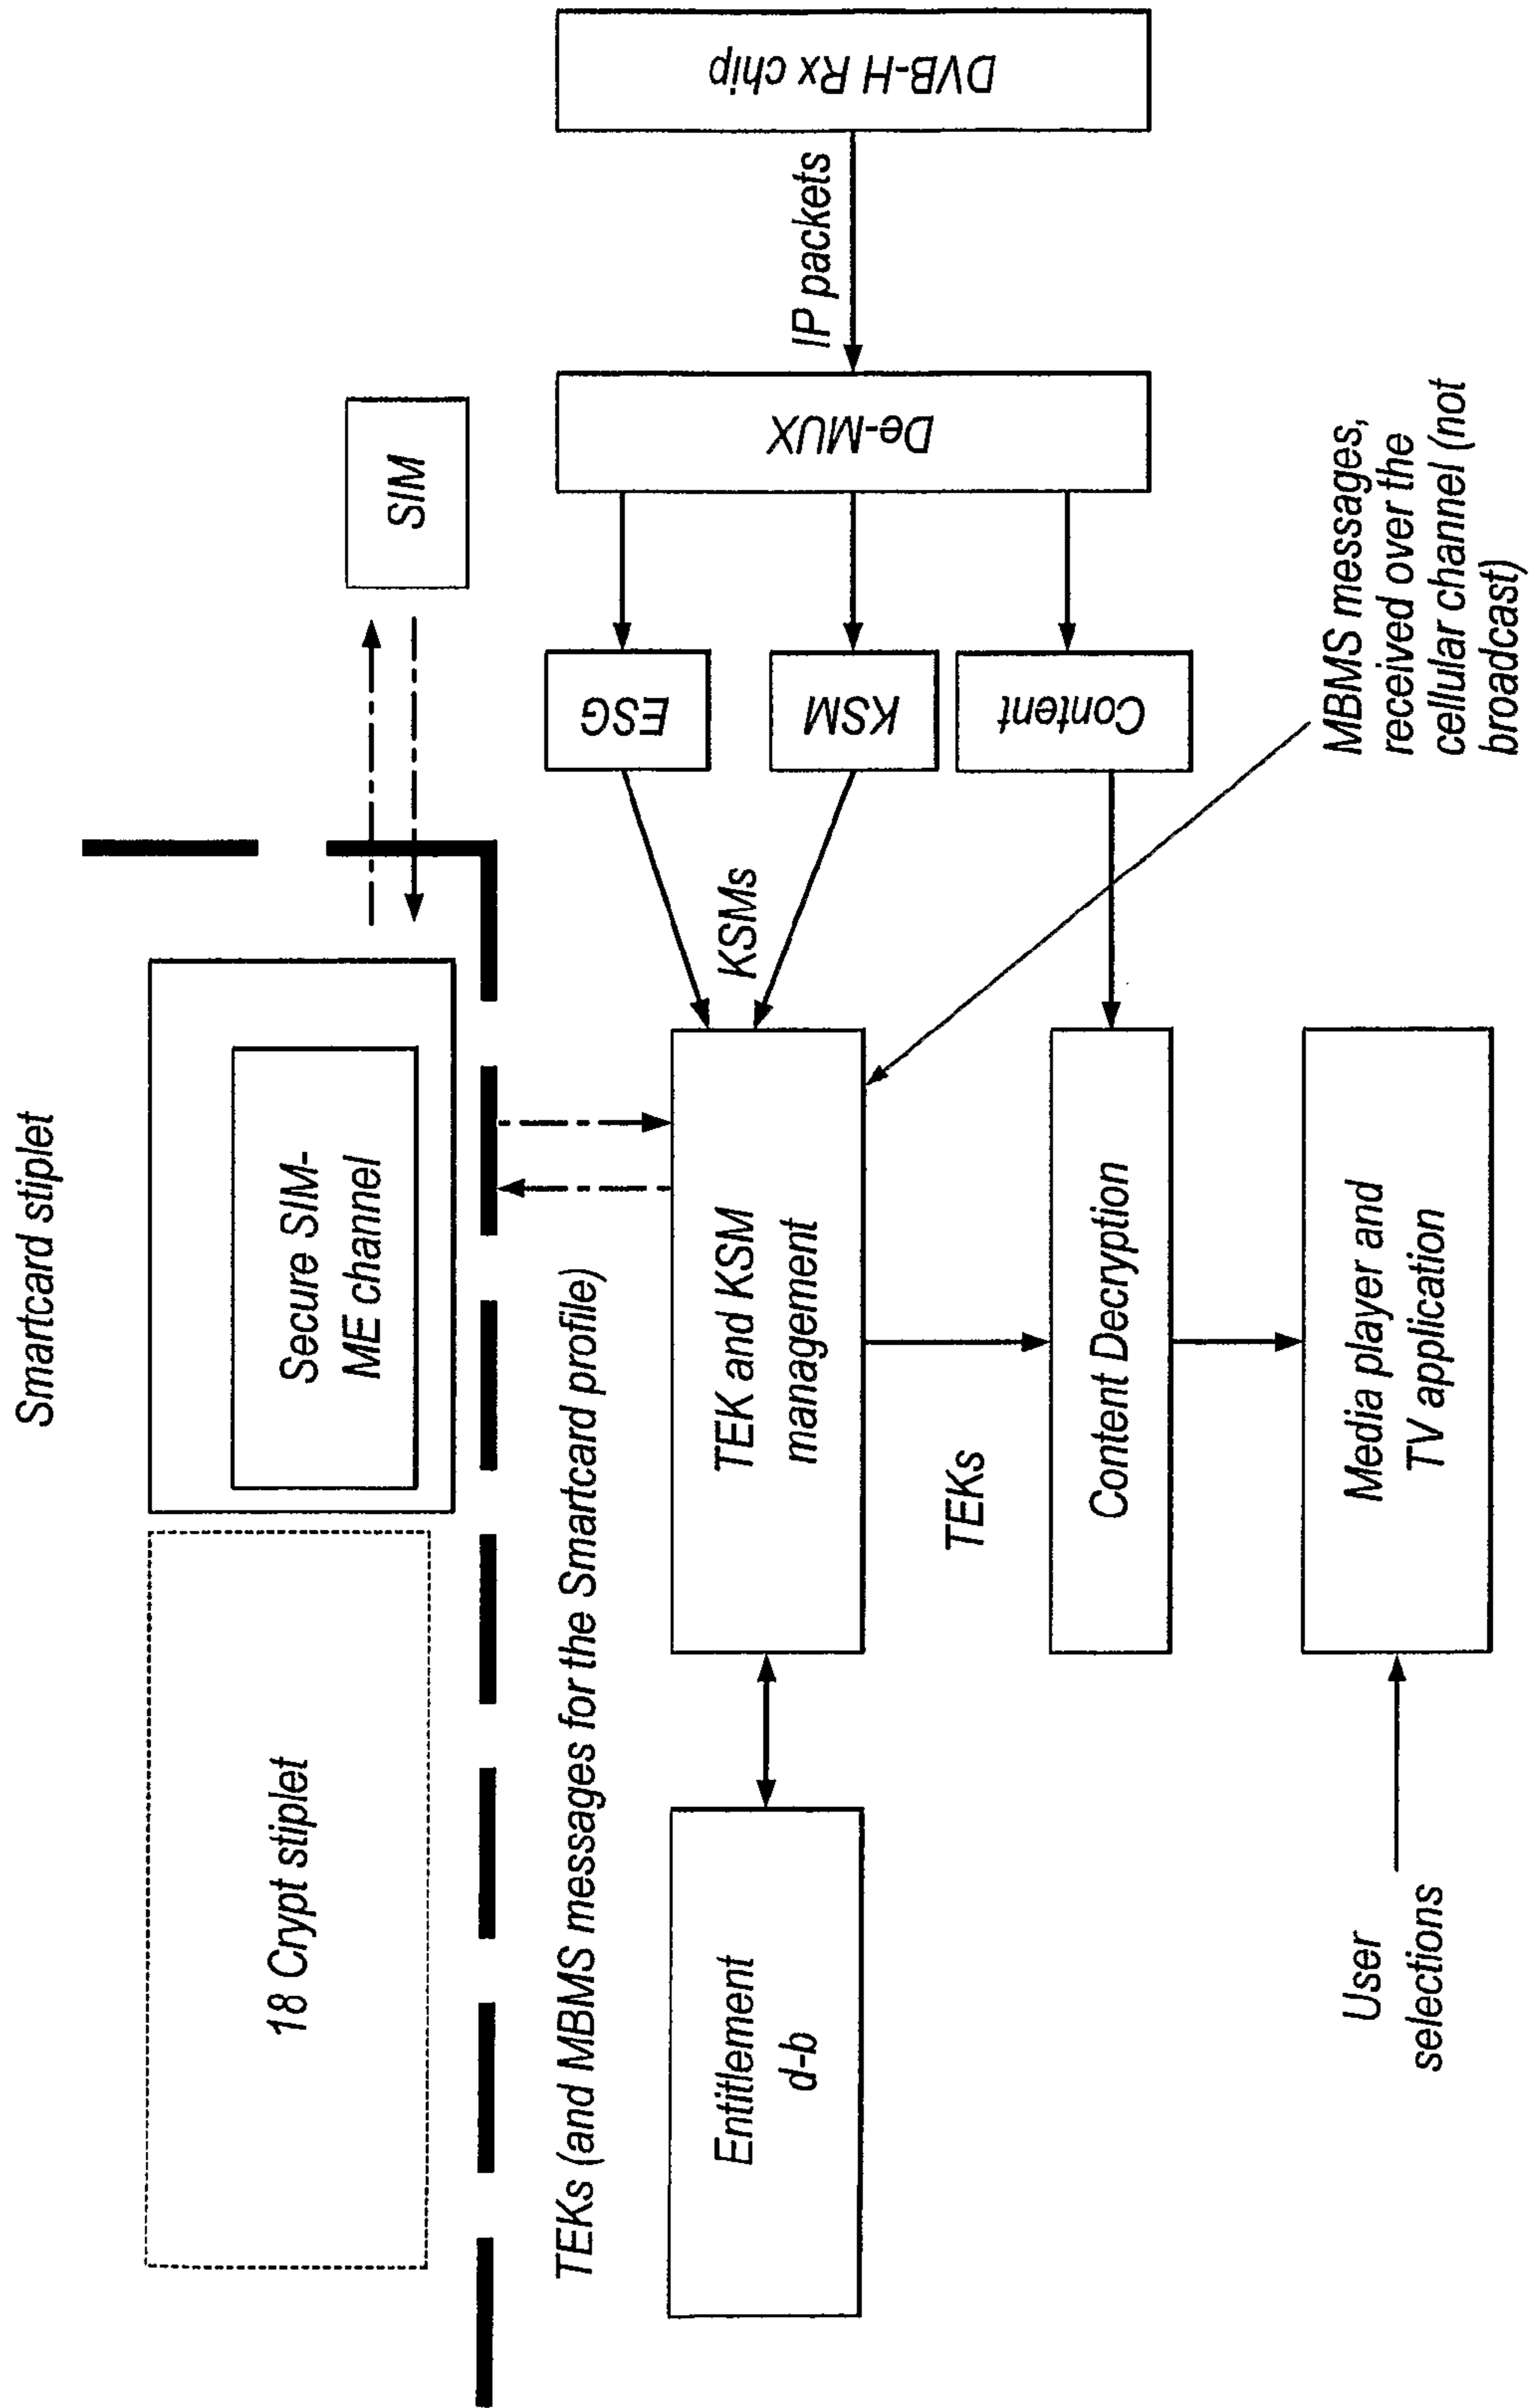 Smartcard stiplet
18 Crypt stiplet
Secure SIM-
ME channel
SIM
TEKs (and MBMS messages for the Smartcard profile)
Entitlement
d-b
TEK and KSM
management
KSMs
ESG
KSM
Content
De-MUX
IP packets
DVB-H Rx chip
TEKs
Content Decryption
Media player and
TV application
User
selections
MBMS messages,
received over the
cellular channel (not
broadcast)